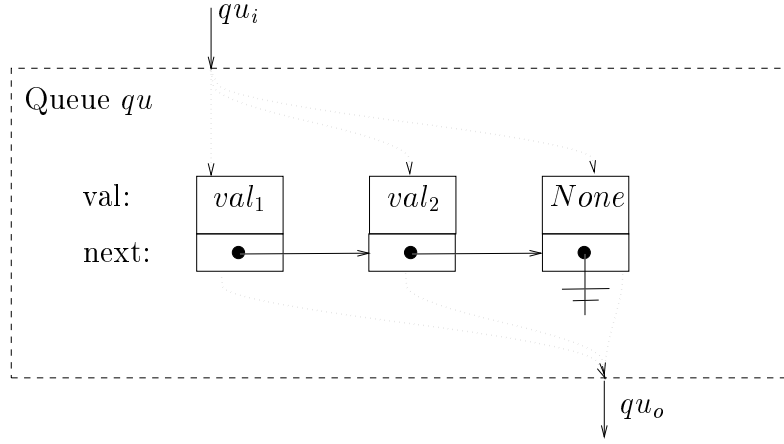 qu_i
Queue qu
val: val_1 val_2 None
next:
qu_o